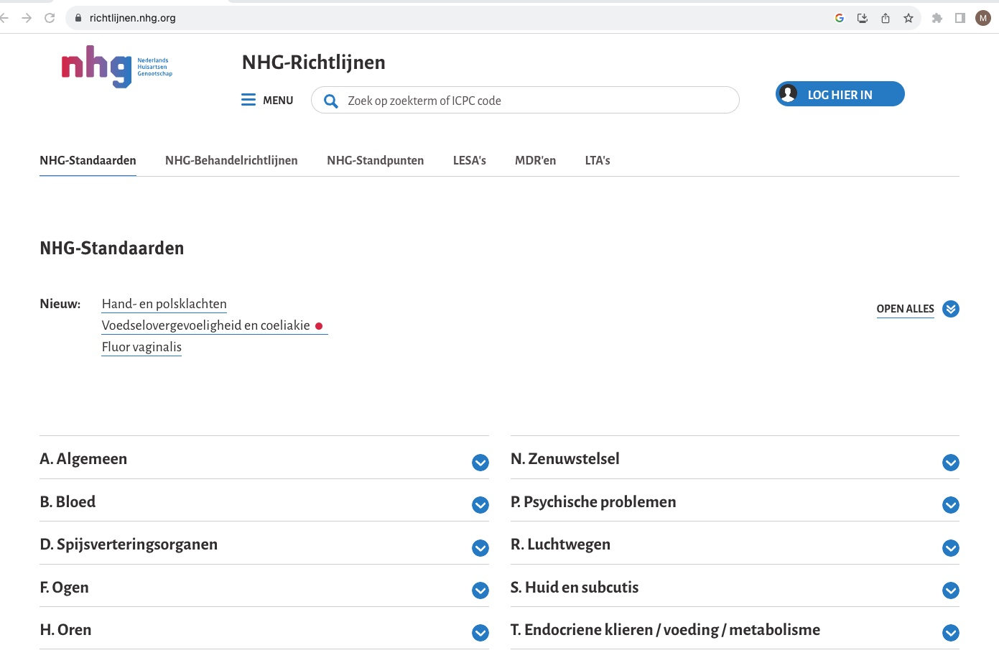 richtlijnen.nhg.org
M
nhg
Nederlands
Huisartsen
Genootschap
NHG-Richtlijnen
MENU
Zoek op zoekterm of ICPC code
LOG HIER IN
NHG-Standaarden NHG-Behandelrichtlijnen NHG-Standpunten LESA's MDR'en LTA's
NHG-Standaarden
Nieuw: Hand- en polsklachten
Voedselovergevoeligheid en coeliakie
Fluor vaginalis
OPEN ALLES
A. Algemeen
B. Bloed
D. Spijsverteringsorganen
F. Ogen
H. Oren
N. Zenuwstelsel
P. Psychische problemen
R. Luchtwegen
S. Huid en subcutis
T. Endocriene klieren / voeding / metabolisme